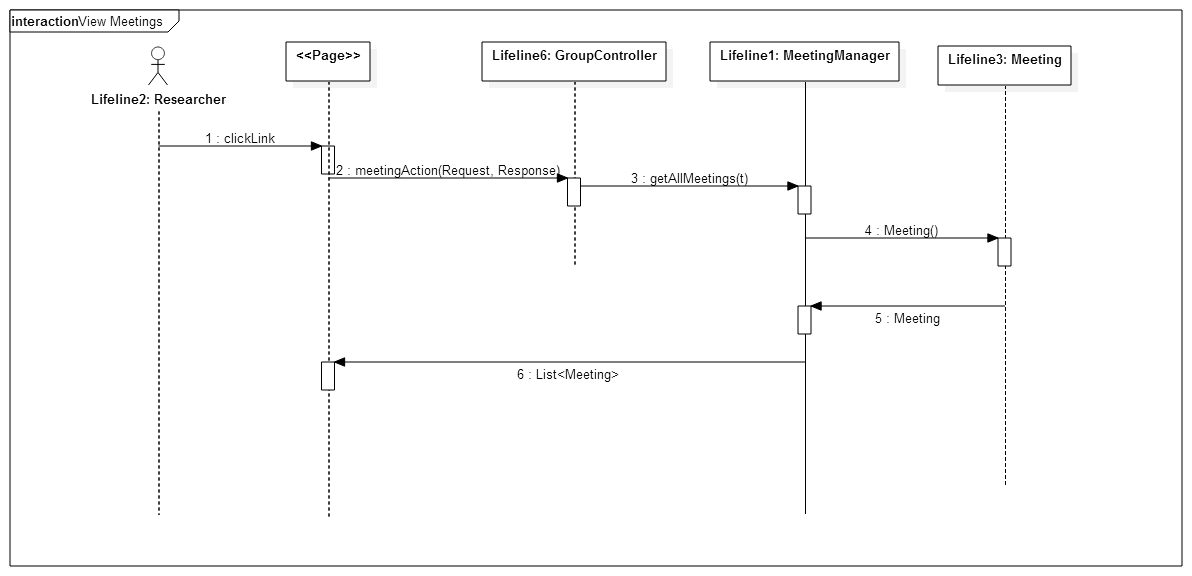 interactionView Meetings
<<Page>>
Lifeline6: GroupController
Lifeline1: MeetingManager
Lifeline3: Meeting
Lifeline2: Researcher
1 : clickLink
2 : meetingAction(Request, Response)
3 : getAllMeetings(t)
4 : Meeting()
5 : Meeting
6 : List<Meeting>